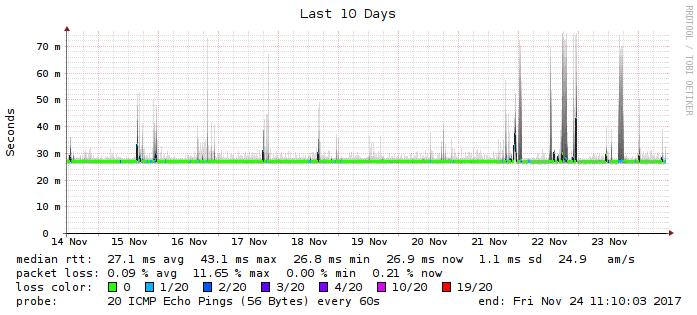 Last 10 Days
RRDTOOL / TOBI OETIKER
Seconds
70 m
60 m
50 m
40 m
30 m
20 m
10 m
0
14 Nov 15 Nov 16 Nov 17 Nov 18 Nov 19 Nov 20 Nov 21 Nov 22 Nov 23 Nov
median rtt: 27.1 ms avg 43.1 ms max 26.8 ms min 26.9 ms now 1.1 ms sd 24.9 am/s
packet loss: 0.09 % avg 11.65 % max 0.00 % min 0.21 % now
loss color: 0 1/20 2/20 3/20 4/20 10/20 19/20
probe: 20 ICMP Echo Pings (56 Bytes) every 60s end: Fri Nov 24 11:10:03 2017